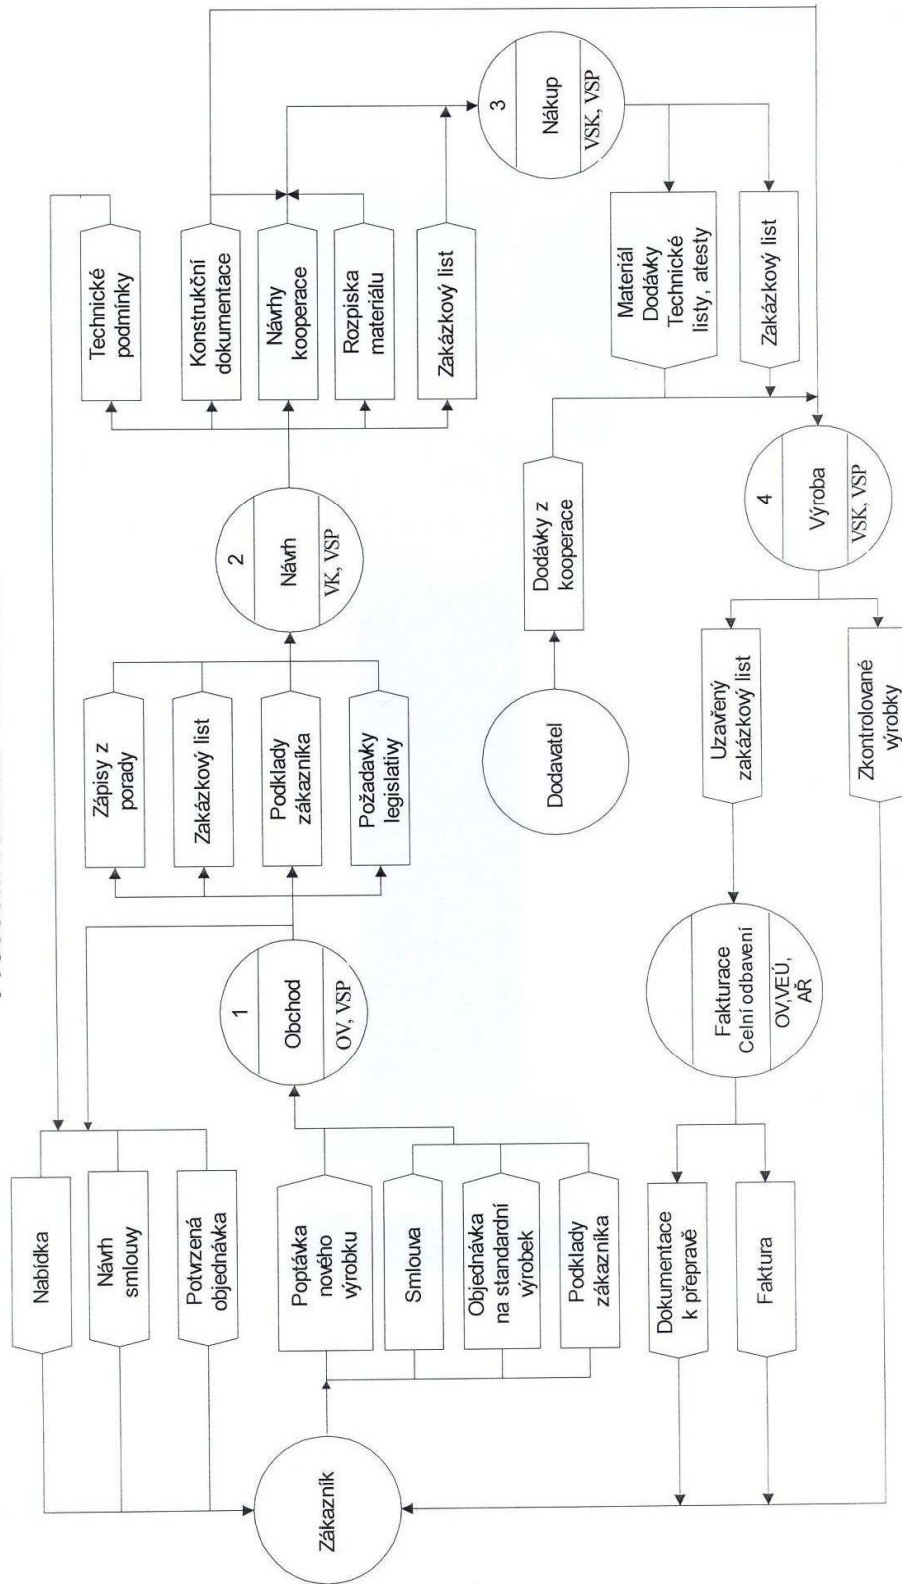 Nabídka
Návrh
smlouvy
Potvrzená
objednávka
Zákazník
Poptávka
nového
výrobku
Smlouva
Objednávka
na standardní
výrobek
Podklady
zákazníka
1
Obchod
OV, VSP
Zápisy z
porady
Zakázkový list
Podklady
zákazníka
Požadavky
legislativy
2
Návrh
VK, VSP
Technické
podmínky
Konstrukční
dokumentace
Návrhy
kooperace
Rozpiska
materiálu
Zakázkový list
3
Nákup
VSK, VSP
Materiál
Dodávky
Technické
listy, atesty
Zakázkový list
Dodavatel
Dodávky z
kooperace
4
Výroba
VSK, VSP
Uzavřený
zakázkový list
Zkontrolované
výrobky
Fakturace
Celní odbavení
OV,VEÚ,
AŘ
Dokumentace
k přepravě
Faktura